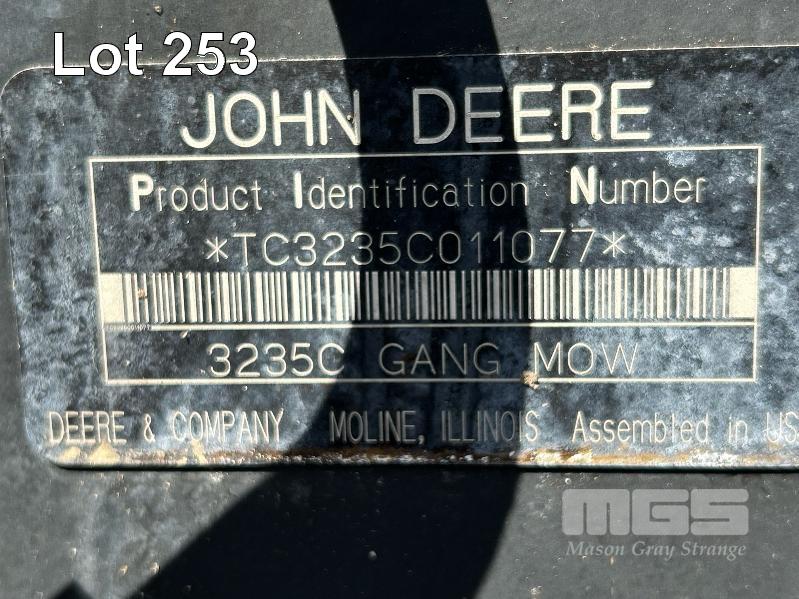 Lot 253
JOHN DEERE
Product Identification Number
*TC3235C011077*
3235C GANG MOW
DEERE & COMPANY MOLINE, ILLINOIS Assembled in US
MGS
Mason Gray Strange